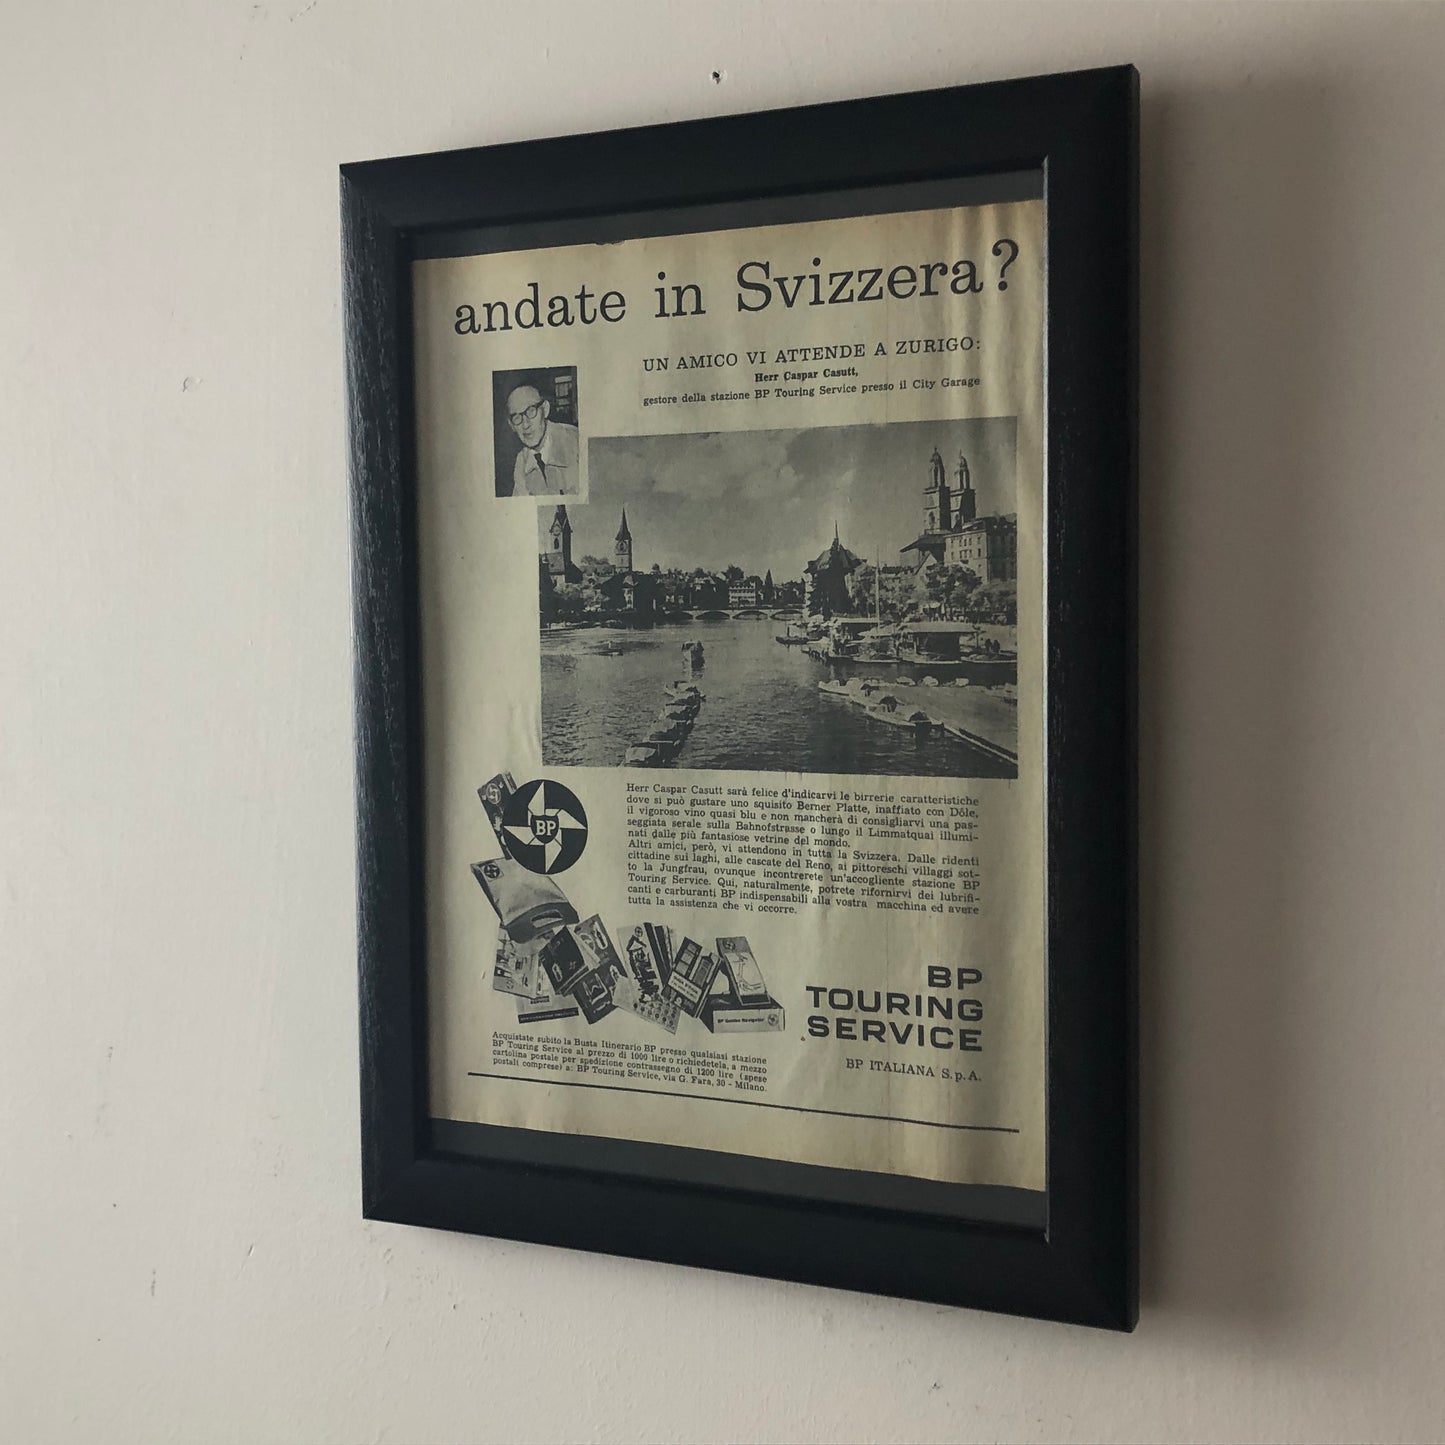 andate in Svizzera?
UN AMICO VI ATTENDE A ZURIGO:
Herr Caspar Casutt,
gestore della stazione BP Touring Service presso il City Garage
Herr Caspar Casutt sarà felice d'indicarvi le birrerie caratteristiche
dove si può gustare uno squisito Berner Platte, inaffiato con Dôle,
il vigoroso vino quasi blu e non mancherà di consigliarvi una pas-
seggiata serale sulla Bahnofstrasse o lungo il Limmatquai illumi-
nati dalle più fantasiose vetrine del mondo.
Altri amici, però, vi attendono in tutta la Svizzera. Dalle ridenti
cittadine sui laghi, alle cascate del Reno, ai pittoreschi villaggi sot-
to la Jungfrau, ovunque incontrerete un'accogliente stazione BP
Touring Service. Qui, naturalmente, potrete rifornirvi dei lubrifi-
canti e carburanti BP indispensabili alla vostra macchina ed avere
tutta la assistenza che vi occorre.
BP
BP
TOURING
SERVICE
BP ITALIANA S.p.A.
Acquistate subito la Busta Itinerario BP presso qualsiasi stazione
BP Touring Service al prezzo di 1000 lire o richiedetela, a mezzo
cartolina postale per spedizione contrassegno di 1200 lire (spese
postali comprese) a: BP Touring Service, via G. Fara, 30 - Milano.